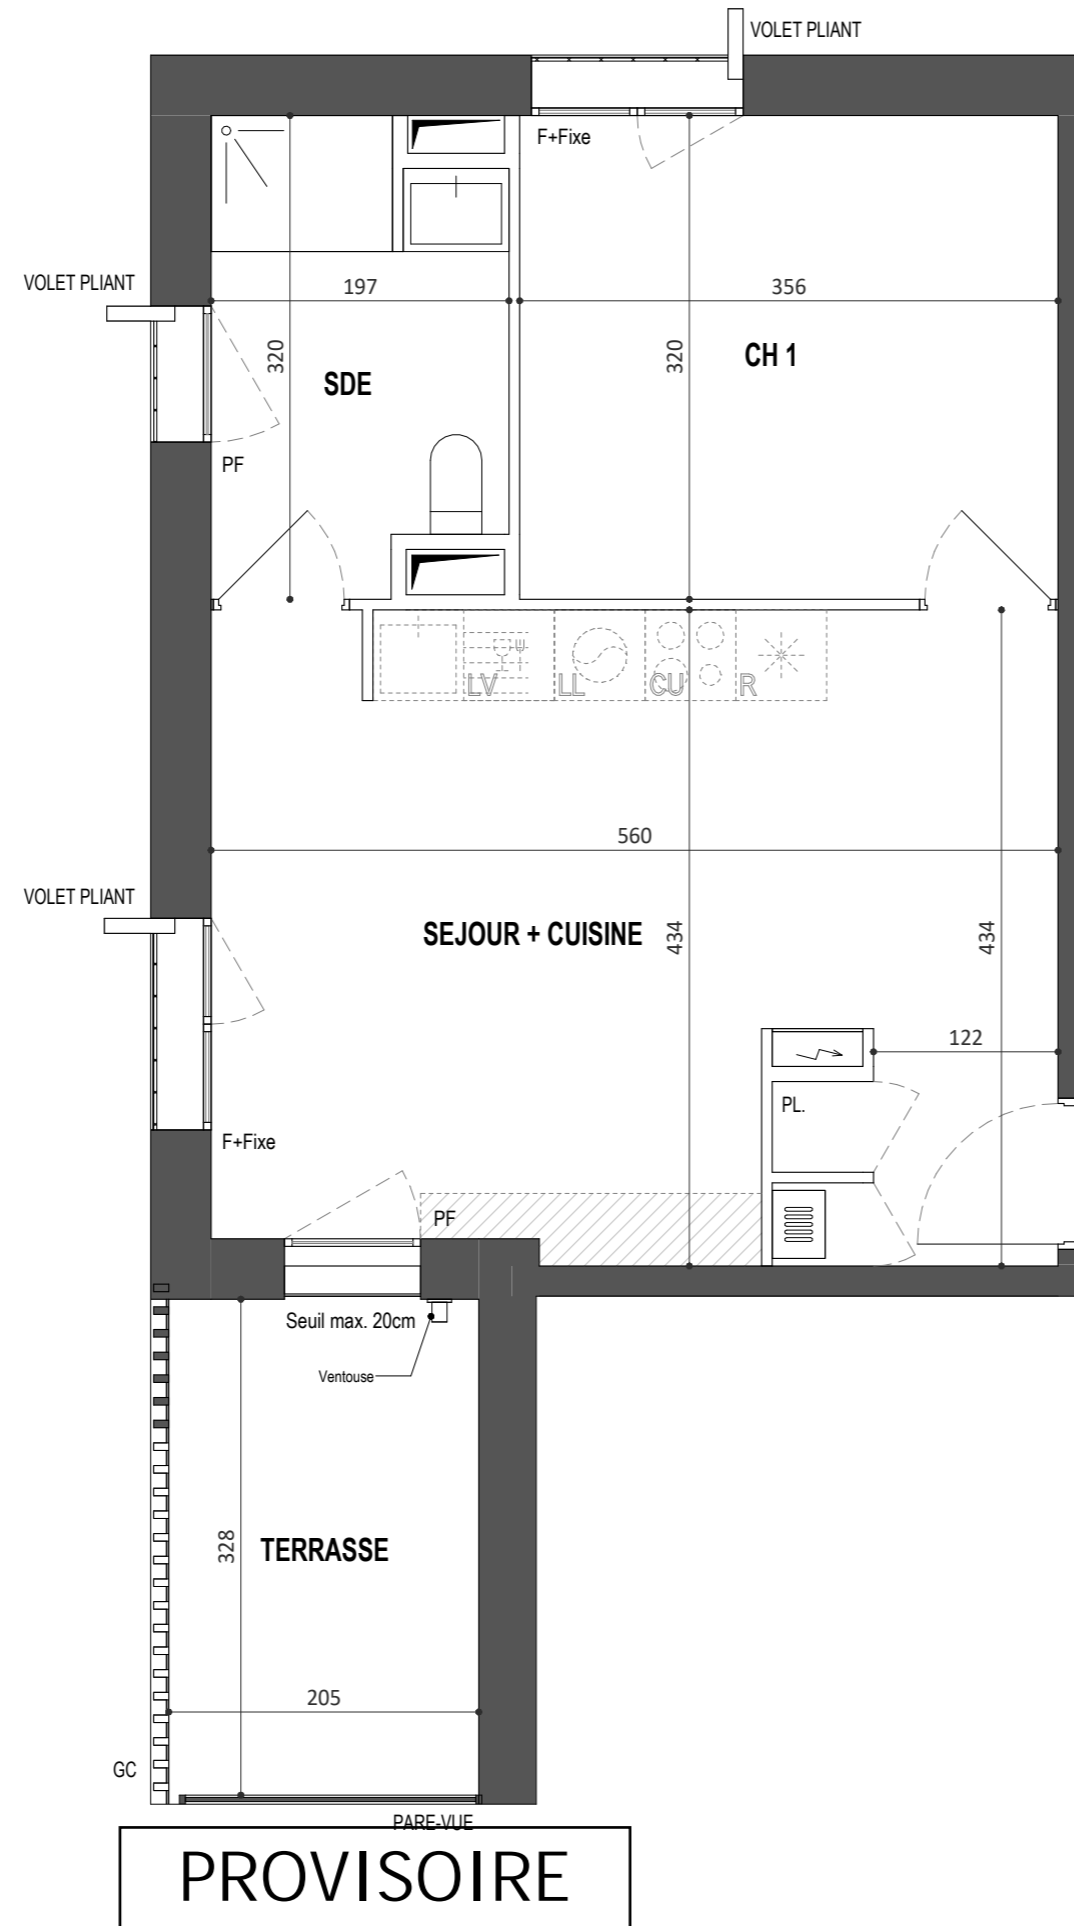 VOLET PLIANT
F+Fixe
VOLET PLIANT
197
356
320
SDE
320
CH 1
PF
LV
LL
CU
R
560
VOLET PLIANT
SEJOUR + CUISINE
434
434
122
PL.
F+Fixe
PF
Seuil max. 20cm
Ventouse
328
TERRASSE
205
GC
PARE-VUE
PROVISOIRE